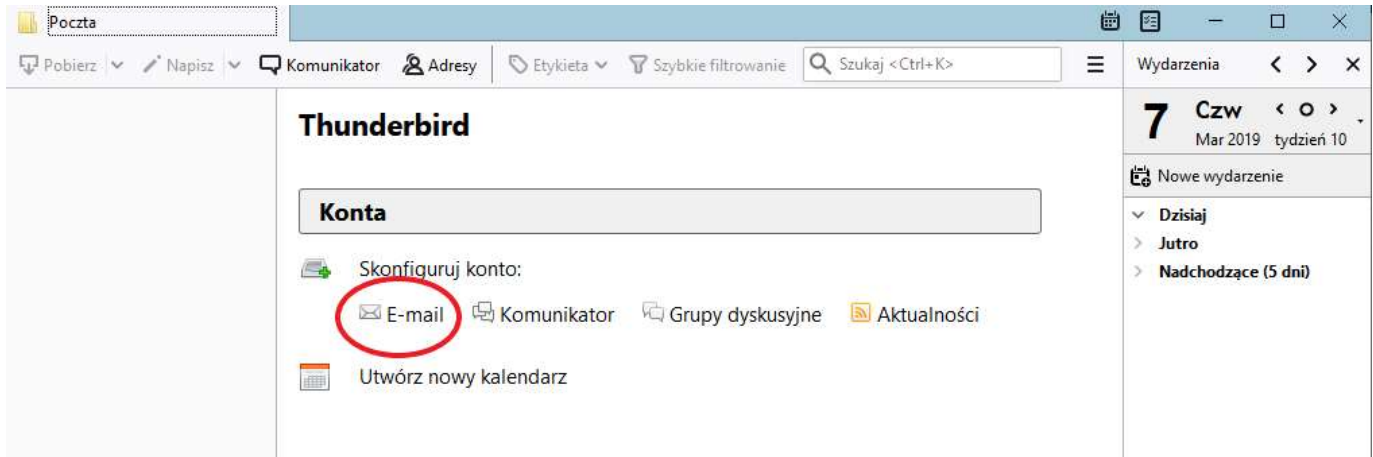 Poczta
Pobierz Napisz Komunikator Adresy Etykieta Szybkie filtrowanie Szukaj <Ctrl+K>
Wydarzenia
Thunderbird
Konta
Skonfiguruj konto:
E-mail Komunikator Grupy dyskusyjne Aktualności
Utwórz nowy kalendarz
7 Czw
Mar 2019 tydzień 10
Nowe wydarzenie
Dzisiaj
Jutro
Nadchodzące (5 dni)